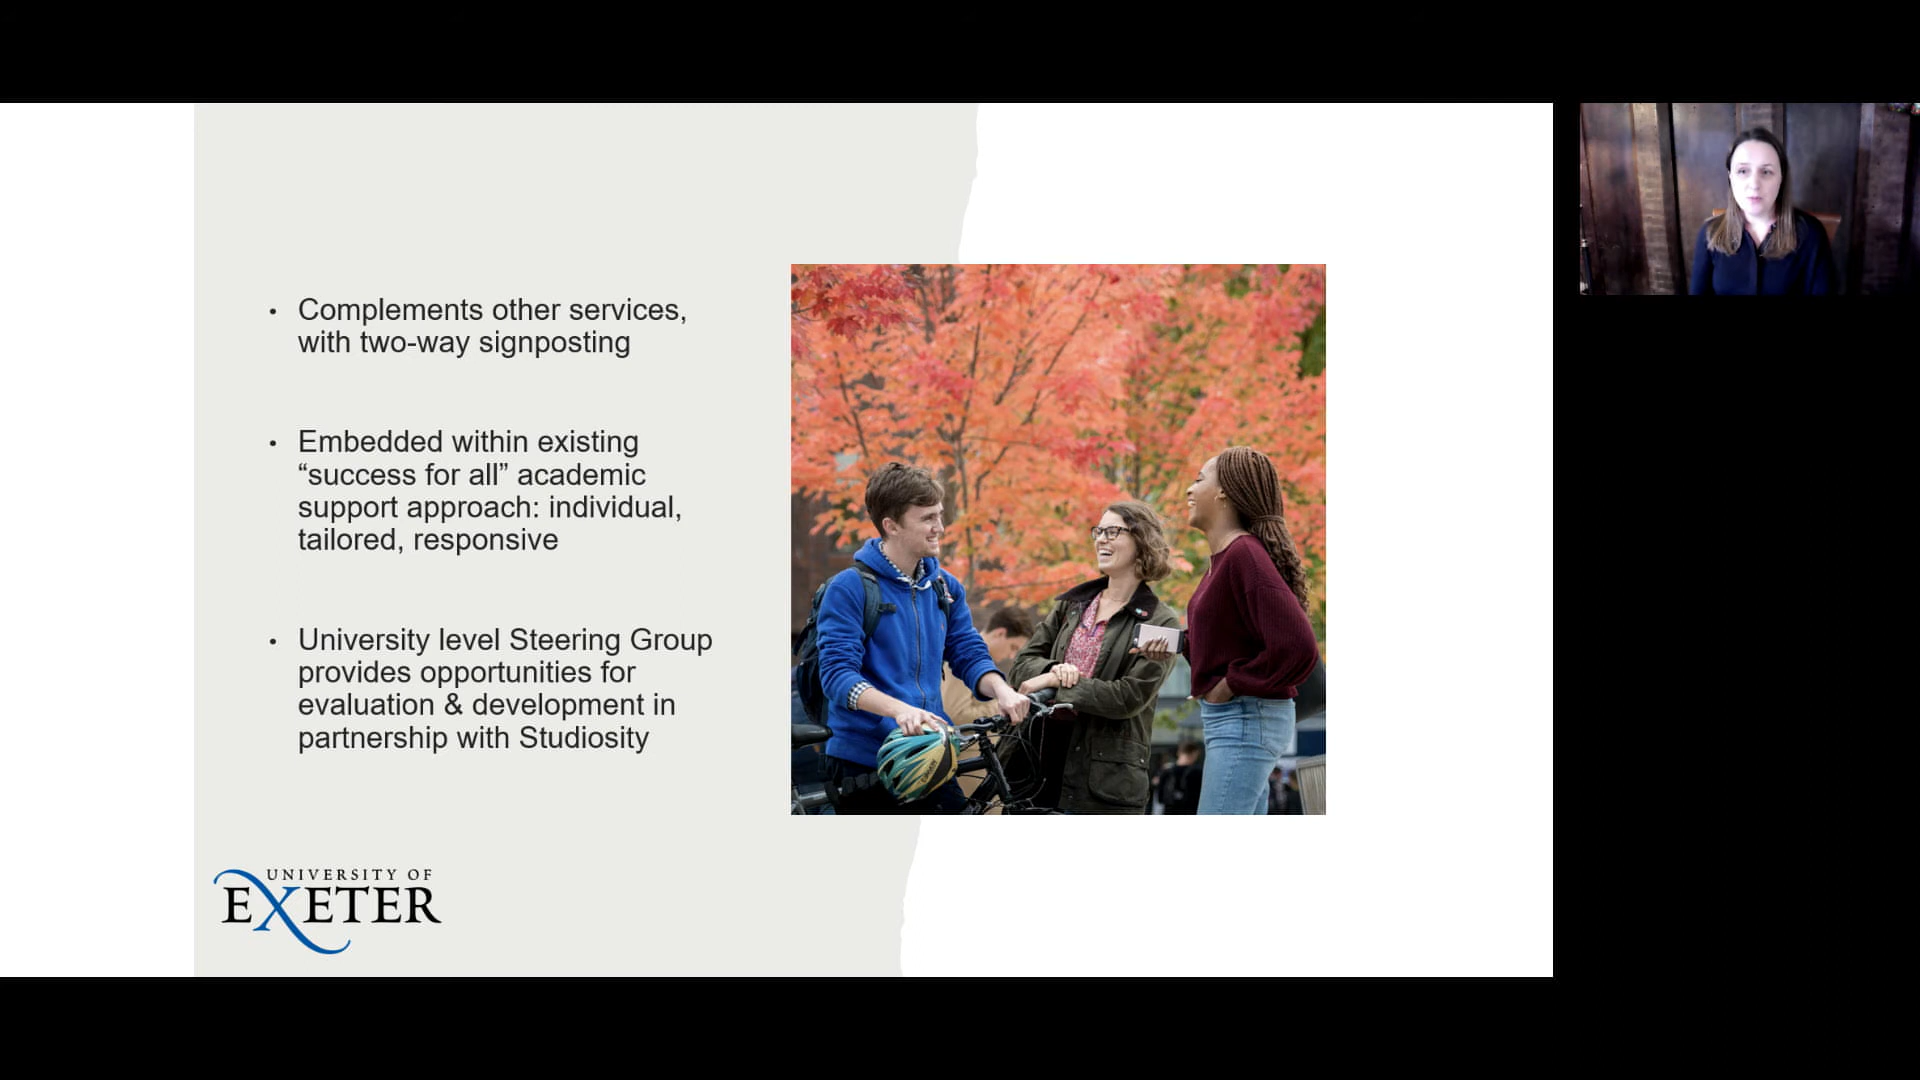 • Complements other services,
with two-way signposting
• Embedded within existing
“success for all” academic
support approach: individual,
tailored, responsive
• University level Steering Group
provides opportunities for
evaluation & development in
partnership with Studiosity
UNIVERSITY OF
EXETER